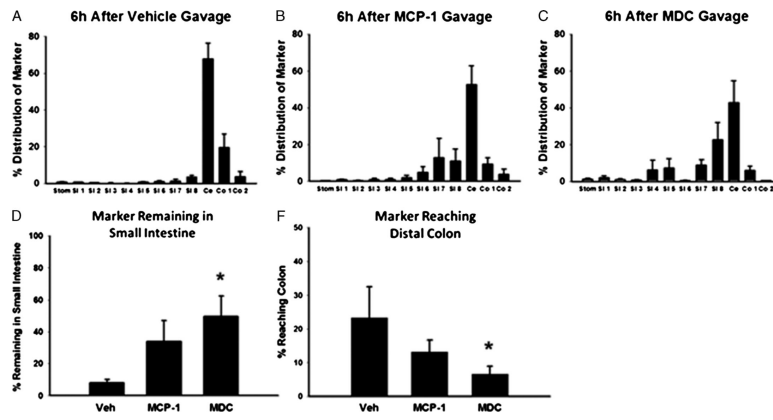 A
6h After Vehicle Gavage
% Distribution of Marker
80
60
40
20
0
Stom SI 1 SI 2 SI 3 SI 4 SI 5 SI 6 SI 7 SI 8 Ce Co 1 Co 2
B
6h After MCP-1 Gavage
% Distribution of Marker
80
60
40
20
0
Stom SI 1 SI 2 SI 3 SI 4 SI 5 SI 6 SI 7 SI 8 Ce Co 1 Co 2
C
6h After MDC Gavage
% Distribution of Marker
80
60
40
20
0
Stom SI 1 SI 2 SI 3 SI 4 SI 5 SI 6 SI 7 SI 8 Ce Co 1 Co 2
D
Marker Remaining in
Small Intestine
% Remaining in Small Intestine
100
80
60
40
20
0
*
Veh MCP-1 MDC
F
Marker Reaching
Distal Colon
% Reaching Colon
50
40
30
20
10
0
*
Veh MCP-1 MDC